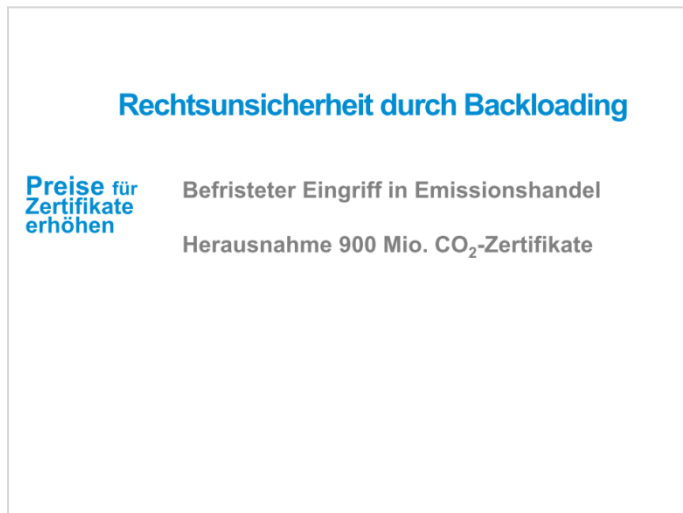 Rechtsunsicherheit durch Backloading
Preise für
Zertifikate
erhöhen
Befristeter Eingriff in Emissionshandel
Herausnahme 900 Mio. CO₂-Zertifikate